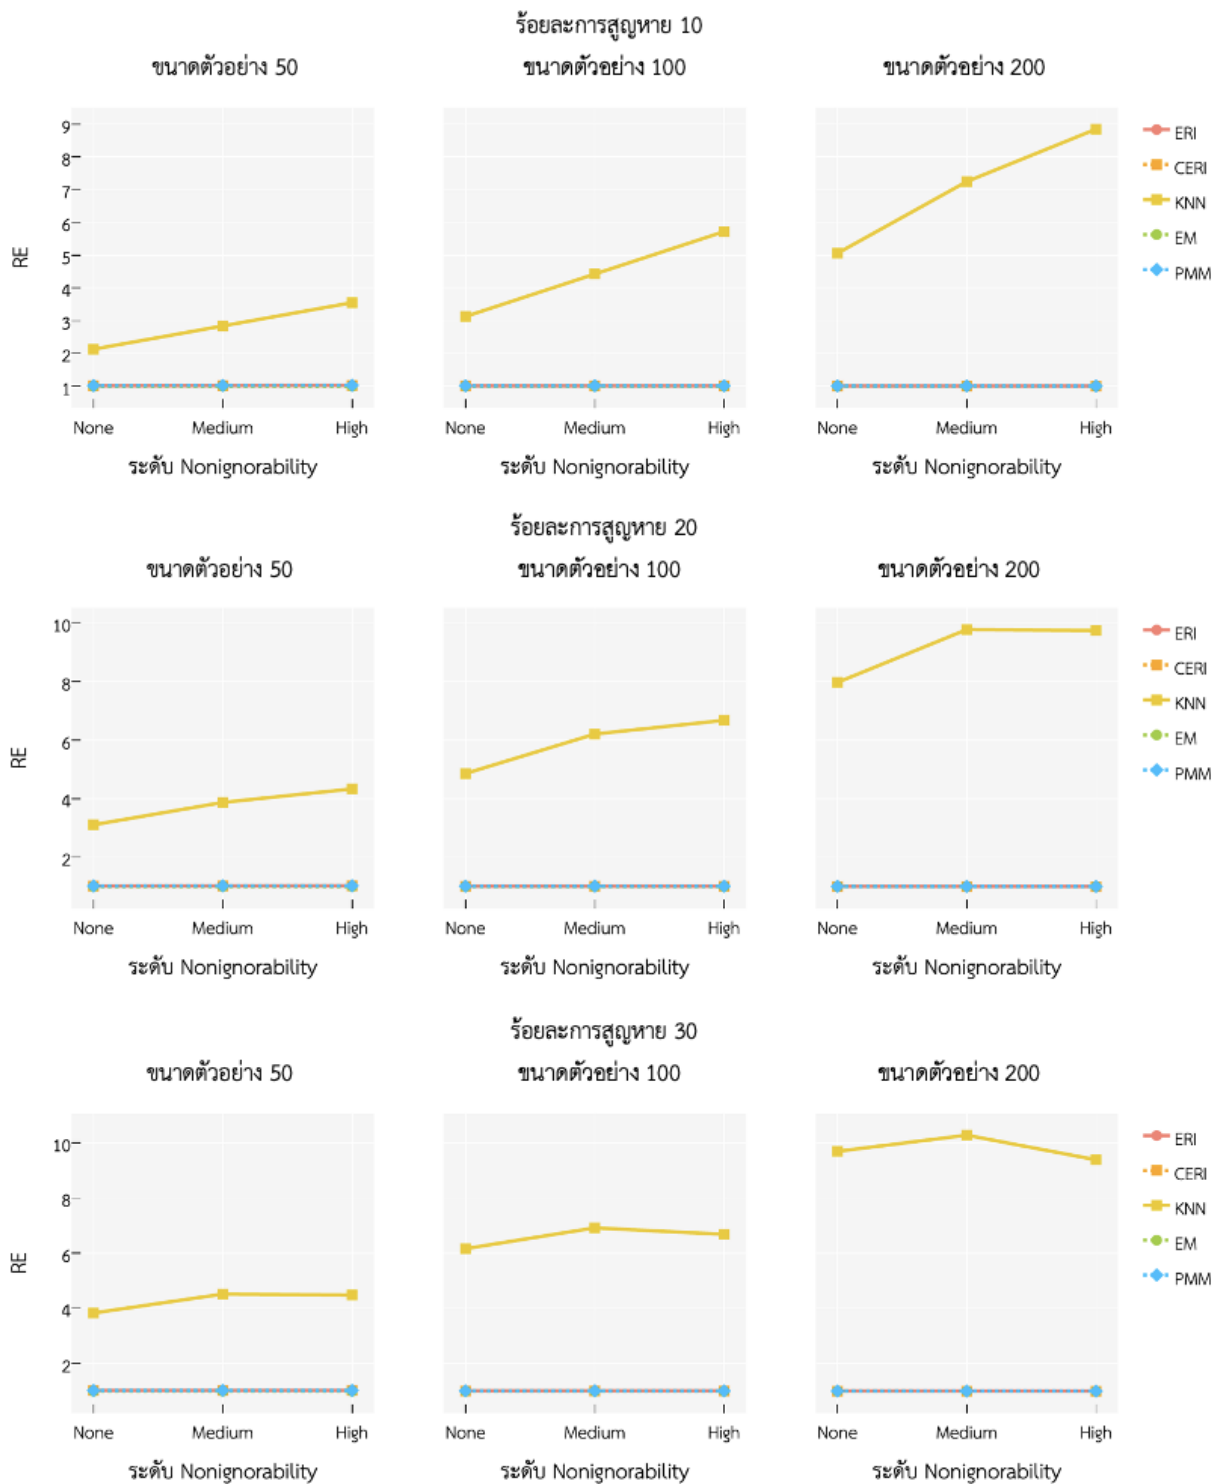 ร้อยละการสูญหาย 10
ขนาดตัวอย่าง 50 ขนาดตัวอย่าง 100 ขนาดตัวอย่าง 200
9
8
7
6
5
4
3
2
1
RE
None Medium High None Medium High None Medium High
ระดับ Nonignorability ระดับ Nonignorability ระดับ Nonignorability
ERI
CERI
KNN
EM
PMM
ร้อยละการสูญหาย 20
ขนาดตัวอย่าง 50 ขนาดตัวอย่าง 100 ขนาดตัวอย่าง 200
10
8
6
4
2
RE
None Medium High None Medium High None Medium High
ระดับ Nonignorability ระดับ Nonignorability ระดับ Nonignorability
ERI
CERI
KNN
EM
PMM
ร้อยละการสูญหาย 30
ขนาดตัวอย่าง 50 ขนาดตัวอย่าง 100 ขนาดตัวอย่าง 200
10
8
6
4
2
RE
None Medium High None Medium High None Medium High
ระดับ Nonignorability ระดับ Nonignorability ระดับ Nonignorability
ERI
CERI
KNN
EM
PMM